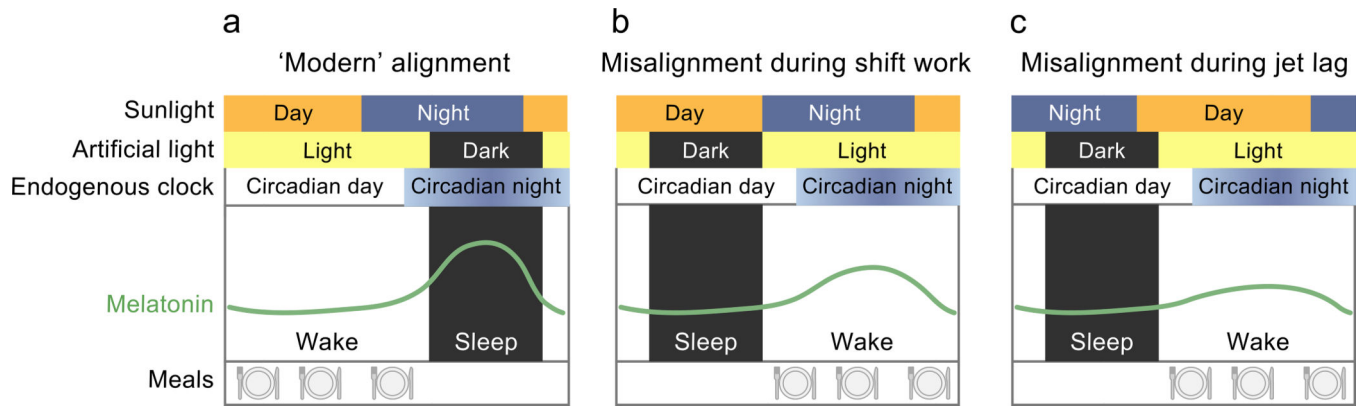 a
b
c
‘Modern’ alignment
Misalignment during shift work
Misalignment during jet lag
Sunlight
Day
Night
Day
Night
Night
Day
Artificial light
Light
Dark
Dark
Light
Dark
Light
Endogenous clock
Circadian day
Circadian night
Circadian day
Circadian night
Circadian day
Circadian night
Melatonin
Wake
Sleep
Sleep
Wake
Sleep
Wake
Meals